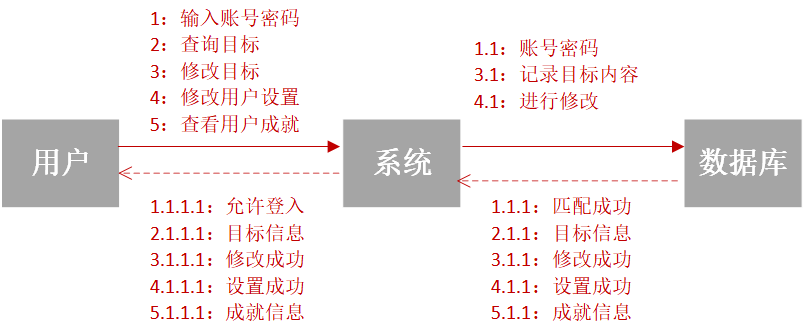 1：输入账号密码
2：查询目标
3：修改目标
4：修改用户设置
5：查看用户成就
1.1：账号密码
3.1：记录目标内容
4.1：进行修改
用户
系统
数据库
1.1.1.1：允许登入
2.1.1.1：目标信息
3.1.1.1：修改成功
4.1.1.1：设置成功
5.1.1.1：成就信息
1.1.1：匹配成功
2.1.1：目标信息
3.1.1：修改成功
4.1.1：设置成功
5.1.1：成就信息